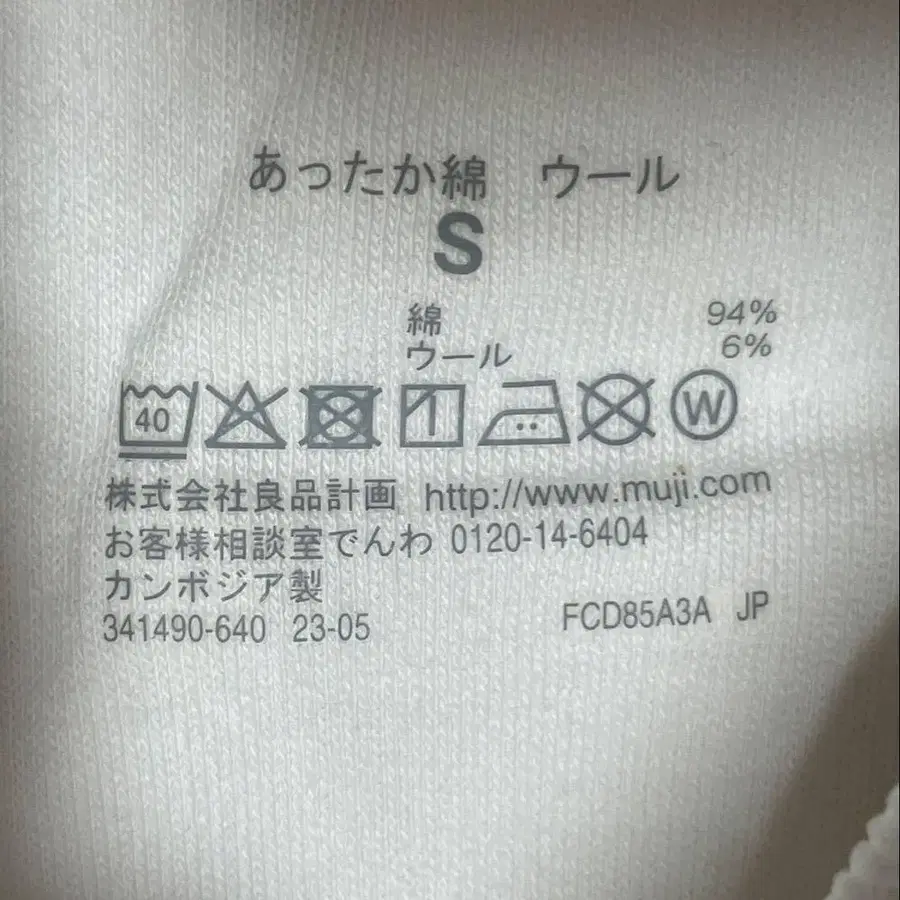 あったか綿 ウール
S
綿 94%
ウール 6%
40 W
株式会社良品計画 http://www.muji.com
お客様相談室でんわ 0120-14-6404
カンボジア製
341490-640 23-05 FCD85A3A JP